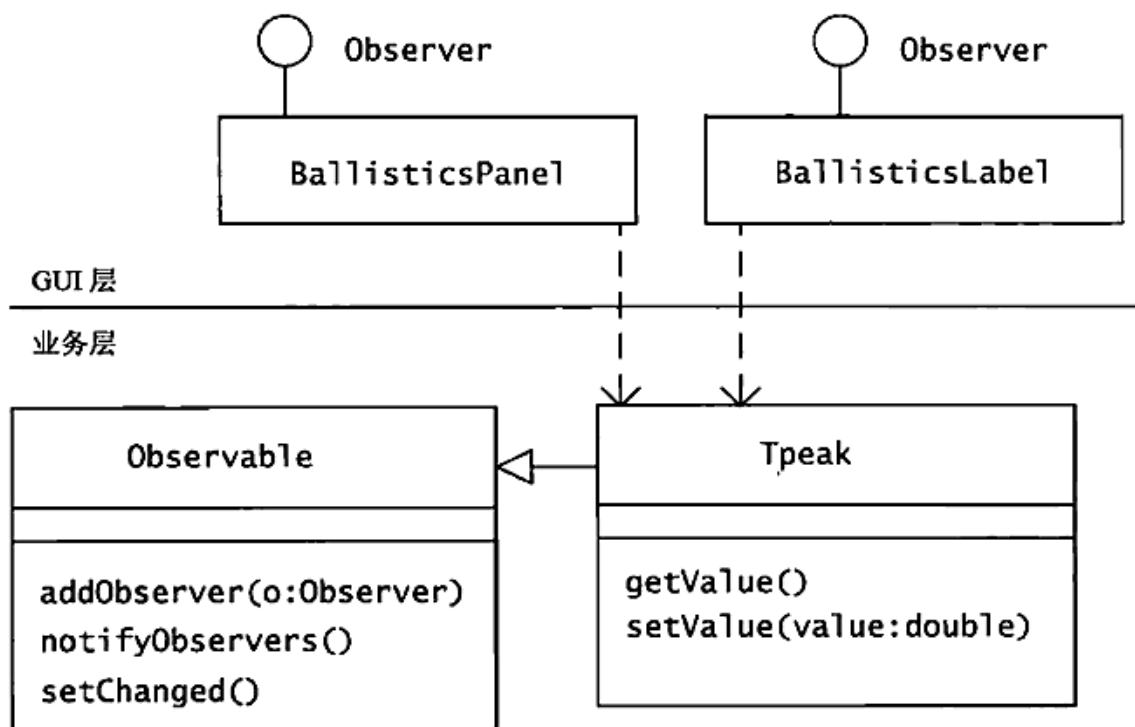 Observer
Observer
BallisticsPanel
BallisticsLabel
GUI 层
业务层
Observable
Tpeak
addObserver(o:Observer)
notifyObservers()
setChanged()
getValue()
setValue(value:double)